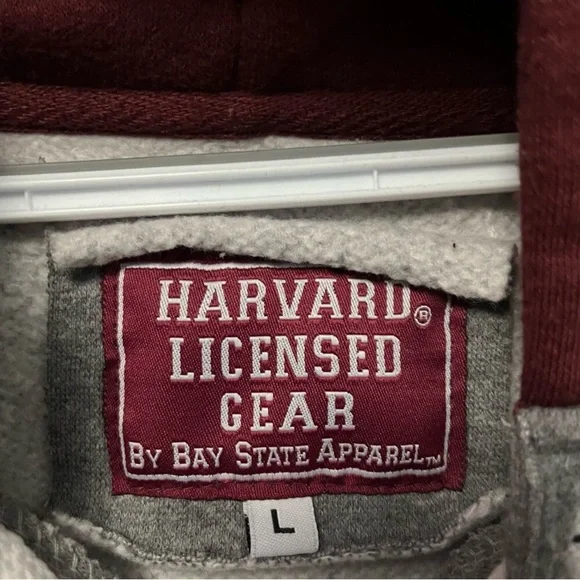 HARVARD®
LICENSED
GEAR
BY BAY STATE APPAREL™
L